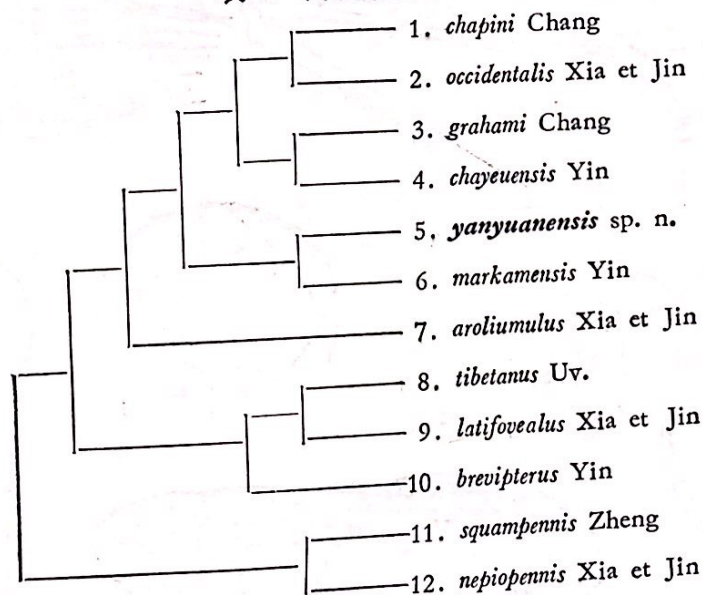 1. chapini Chang
2. occidentalis Xia et Jin
3. grahami Chang
4. chayeuensis Yin
5. yanyuanensis sp. n.
6. markamensis Yin
7. aroliumulus Xia et Jin
8. tibetanus Uv.
9. latifovealus Xia et Jin
10. brevipterus Yin
11. squampennis Zheng
12. nepiopennis Xia et Jin